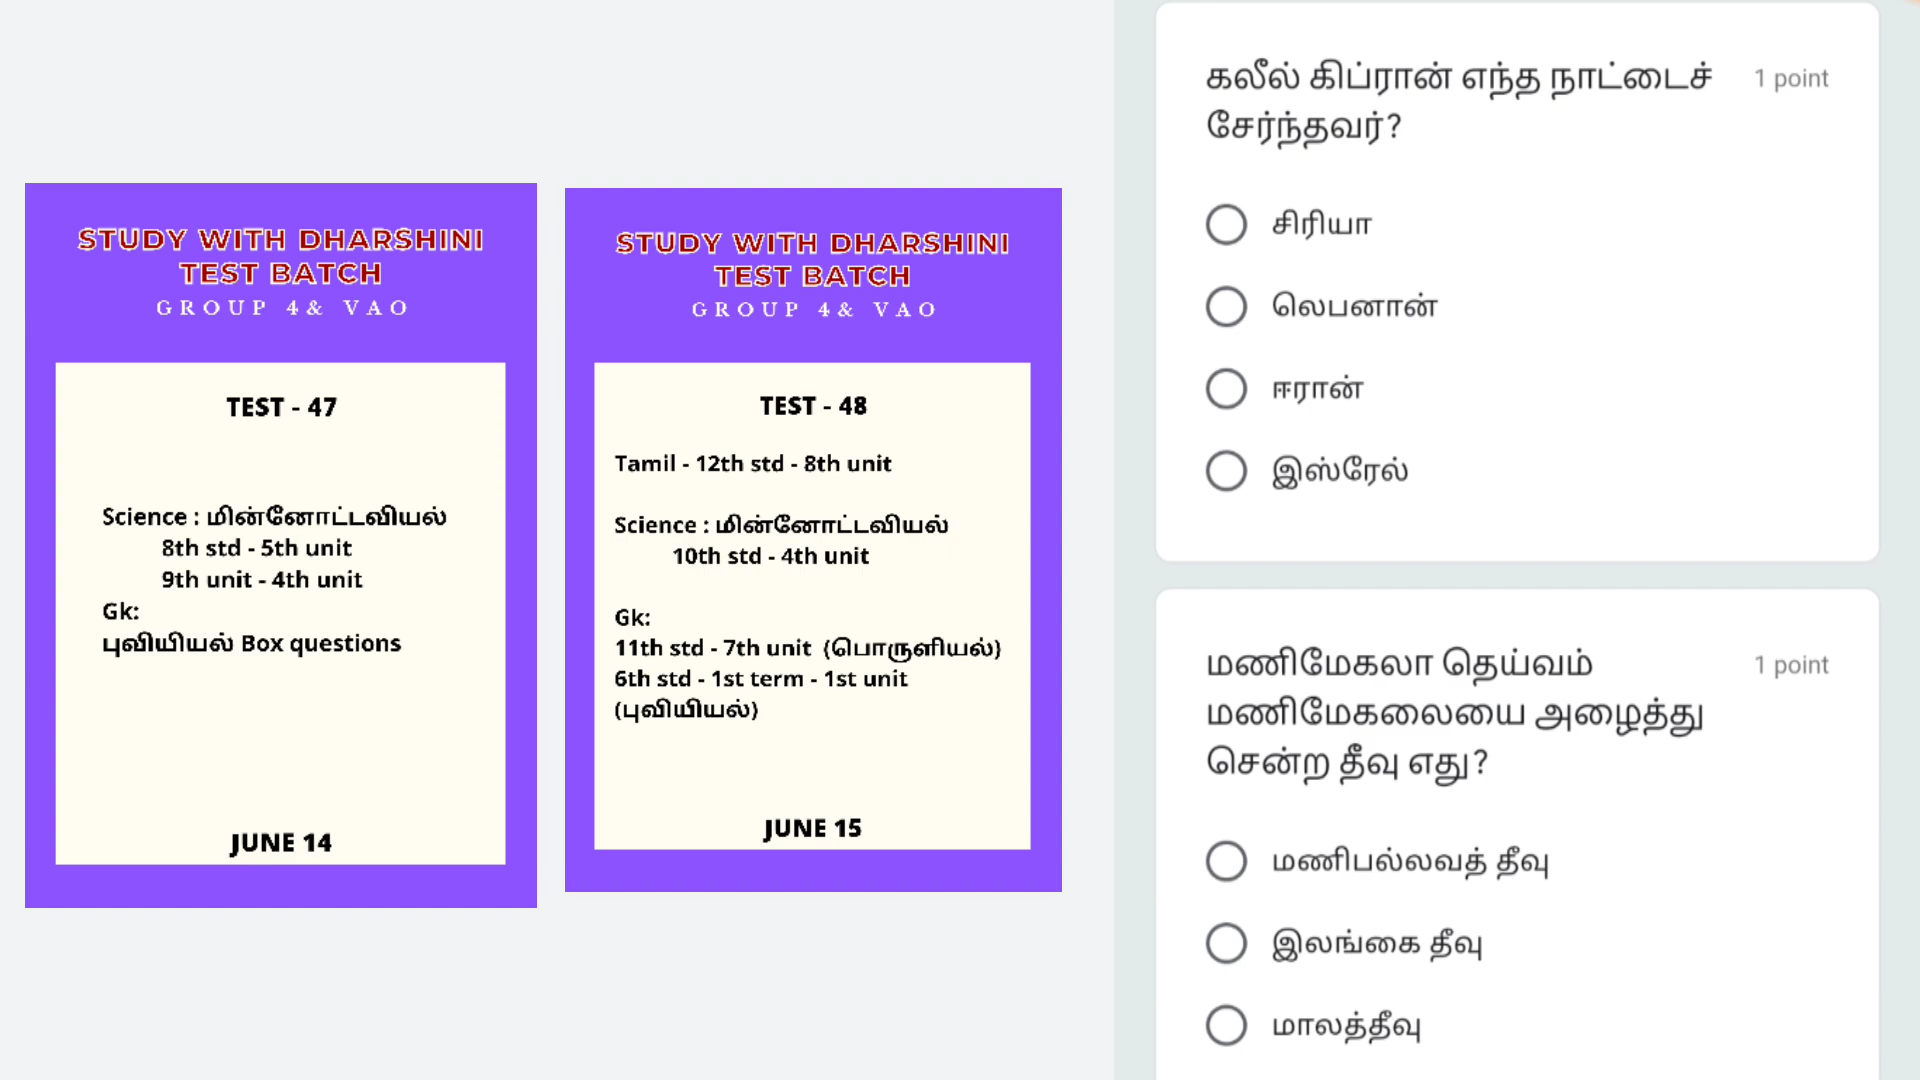 STUDY WITH DHARSHINI
TEST BATCH
GROUP 4& VAO
TEST - 47
Science : மின்னோட்டவியல்
8th std - 5th unit
9th unit - 4th unit
Gk:
புவியியல் Box questions
JUNE 14
STUDY WITH DHARSHINI
TEST BATCH
GROUP 4& VAO
TEST - 48
Tamil - 12th std - 8th unit
Science : மின்னோட்டவியல்
10th std - 4th unit
Gk:
11th std - 7th unit (பொருளியல்)
6th std - 1st term - 1st unit
(புவியியல்)
JUNE 15
கலீல் கிப்ரான் எந்த நாட்டைச் 1 point
சேர்ந்தவர்?
சிரியா
லெபனான்
ஈரான்
இஸ்ரேல்
மணிமேகலா தெய்வம் 1 point
மணிமேகலையை அழைத்து
சென்ற தீவு எது?
மணிபல்லவத் தீவு
இலங்கை தீவு
மாலத்தீவு